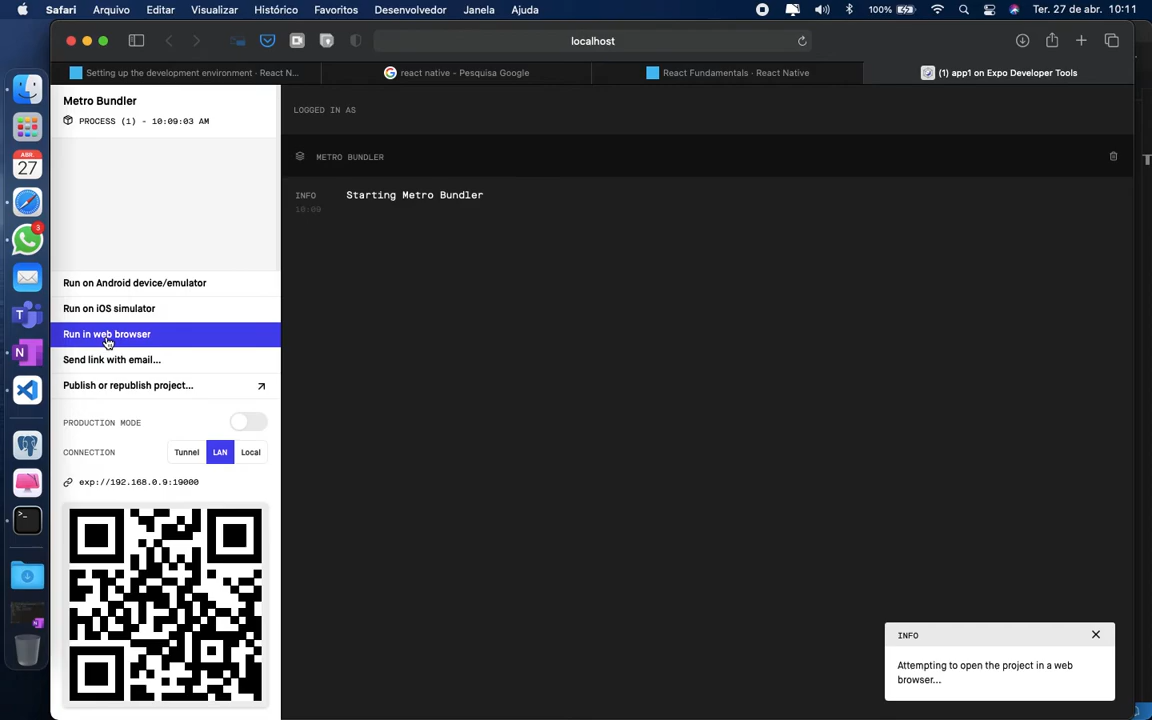 Safari Arquivo Editar Visualizar Histórico Favoritos Desenvolvedor Janela Ajuda 100% Ter. 27 de abr. 10:11
localhost
Setting up the development environment · React N... react native - Pesquisa Google React Fundamentals · React Native (1) app1 on Expo Developer Tools
Metro Bundler
PROCESS (1) - 10:09:03 AM
LOGGED IN AS
METRO BUNDLER
INFO Starting Metro Bundler
10:09
Run on Android device/emulator
Run on iOS simulator
Run in web browser
Send link with email...
Publish or republish project...
PRODUCTION MODE
CONNECTION Tunnel LAN Local
exp://192.168.0.9:19000
INFO
Attempting to open the project in a web
browser...
ABR.
27
3
T
N